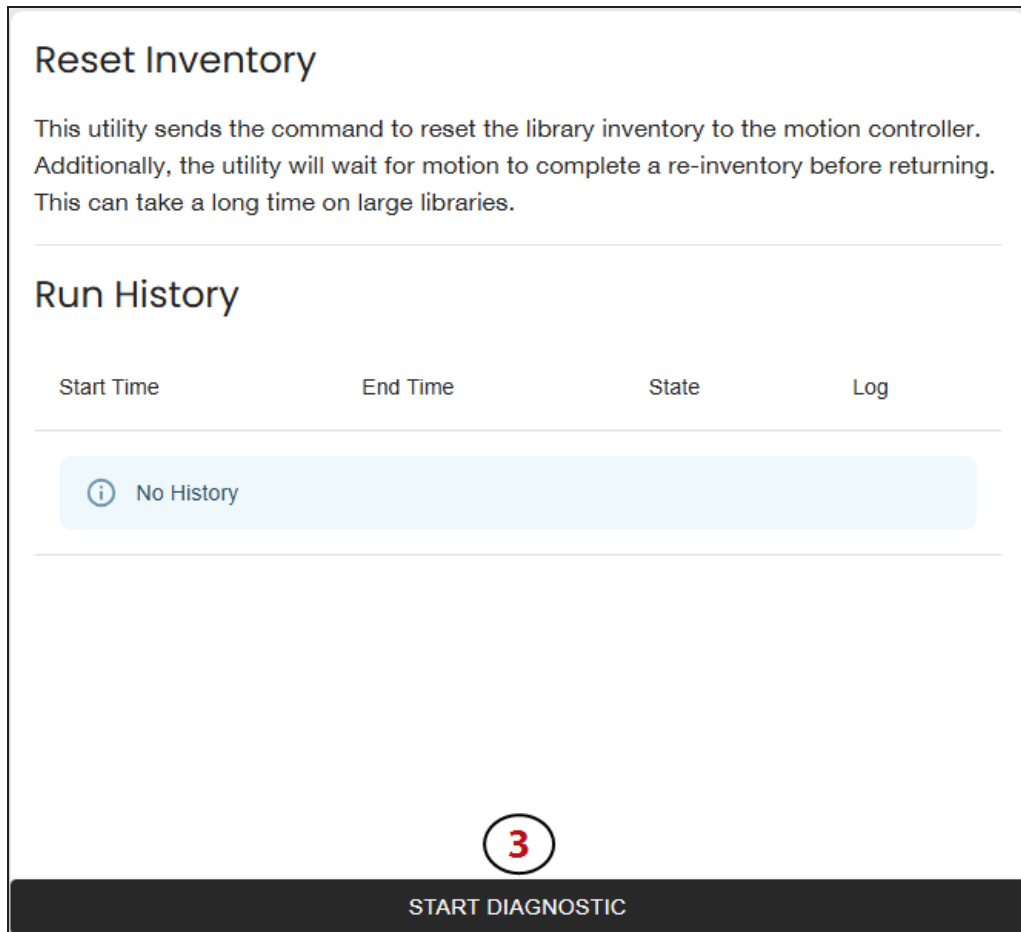 Reset Inventory
This utility sends the command to reset the library inventory to the motion controller.
Additionally, the utility will wait for motion to complete a re-inventory before returning.
This can take a long time on large libraries.
Run History
Start Time End Time State Log
No History
3
START DIAGNOSTIC